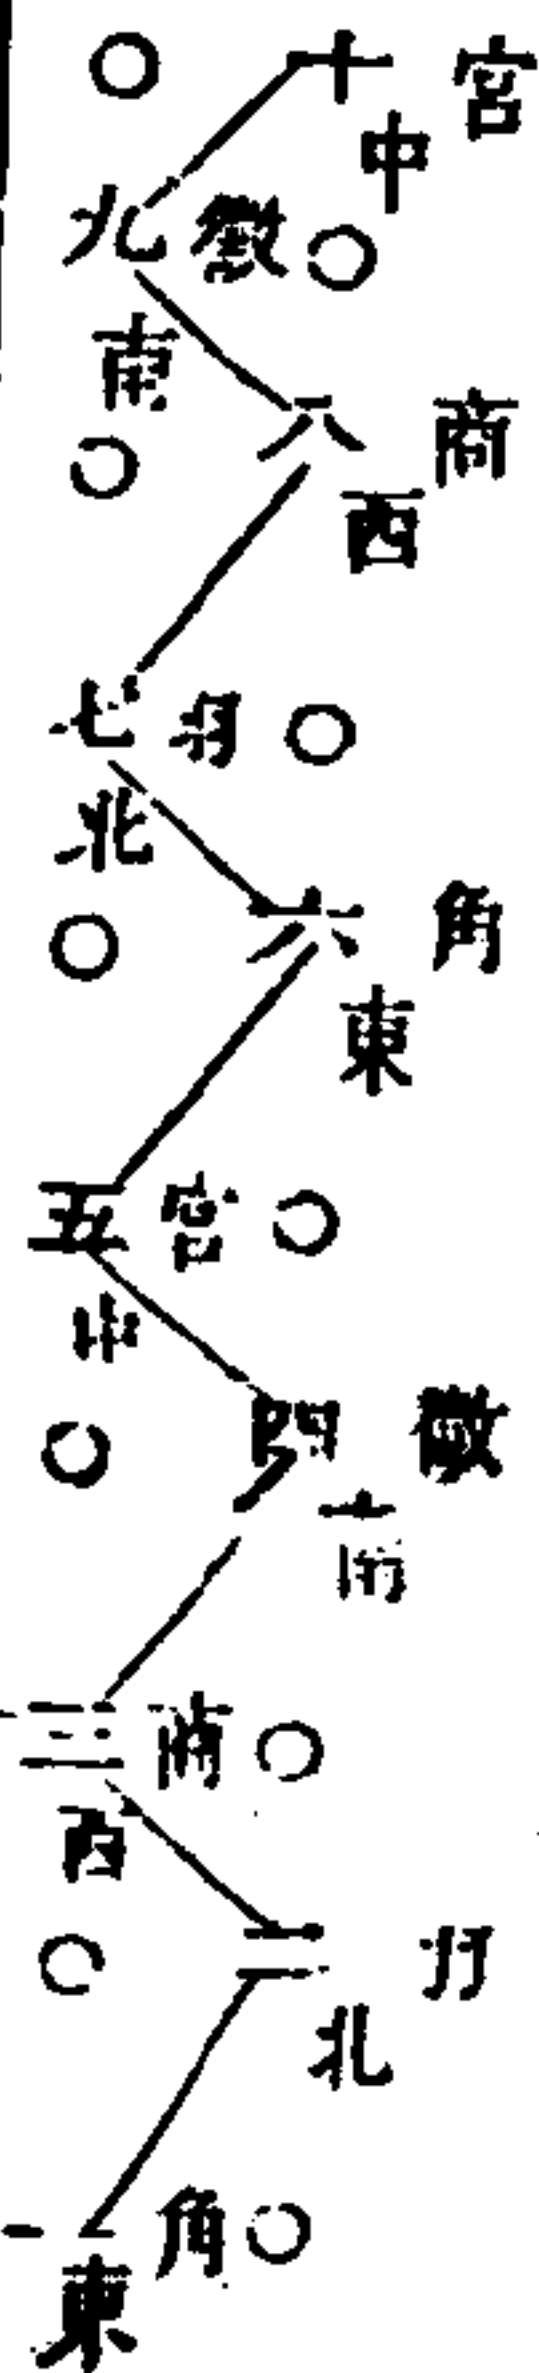 ○ 十 宮
中
九 徵 ○
南
○ 八 商
西
七 羽 ○
北
○ 六 角
東
五 宮 ○
中
○ 四 徵
南
三 商 ○
西
○ 二 羽
北
一 角 ○
東